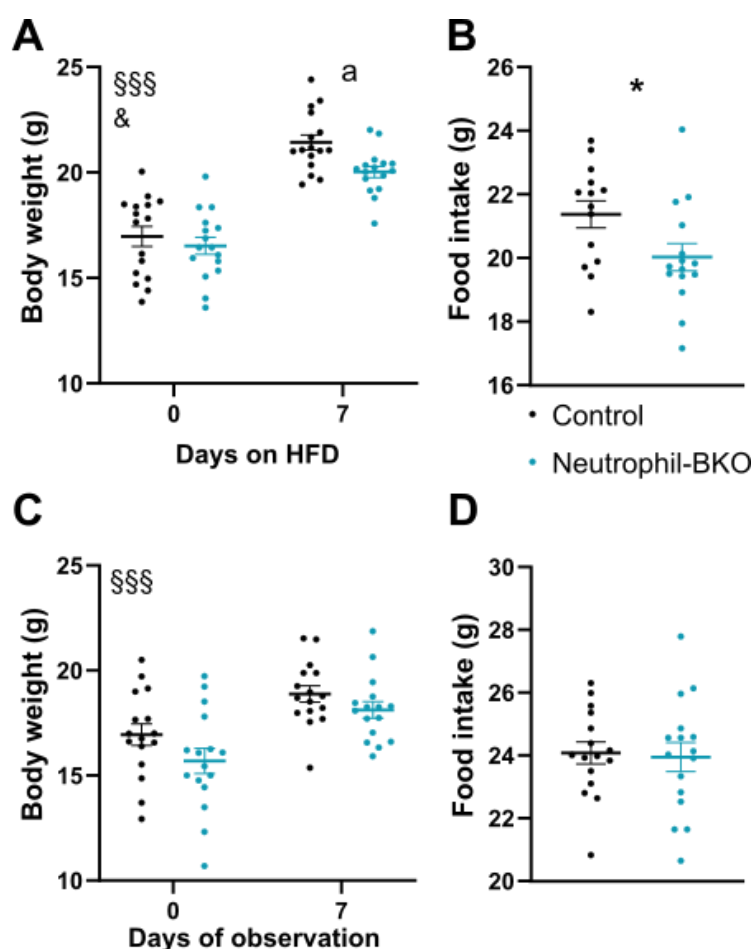 A
Body weight (g)
25
20
15
10
§§§
&
a
0
7
Days on HFD
B
Food intake (g)
26
24
22
20
18
16
*
Control
Neutrophil-BKO
C
Body weight (g)
25
20
15
10
§§§
0
7
Days of observation
D
Food intake (g)
30
28
26
24
22
20